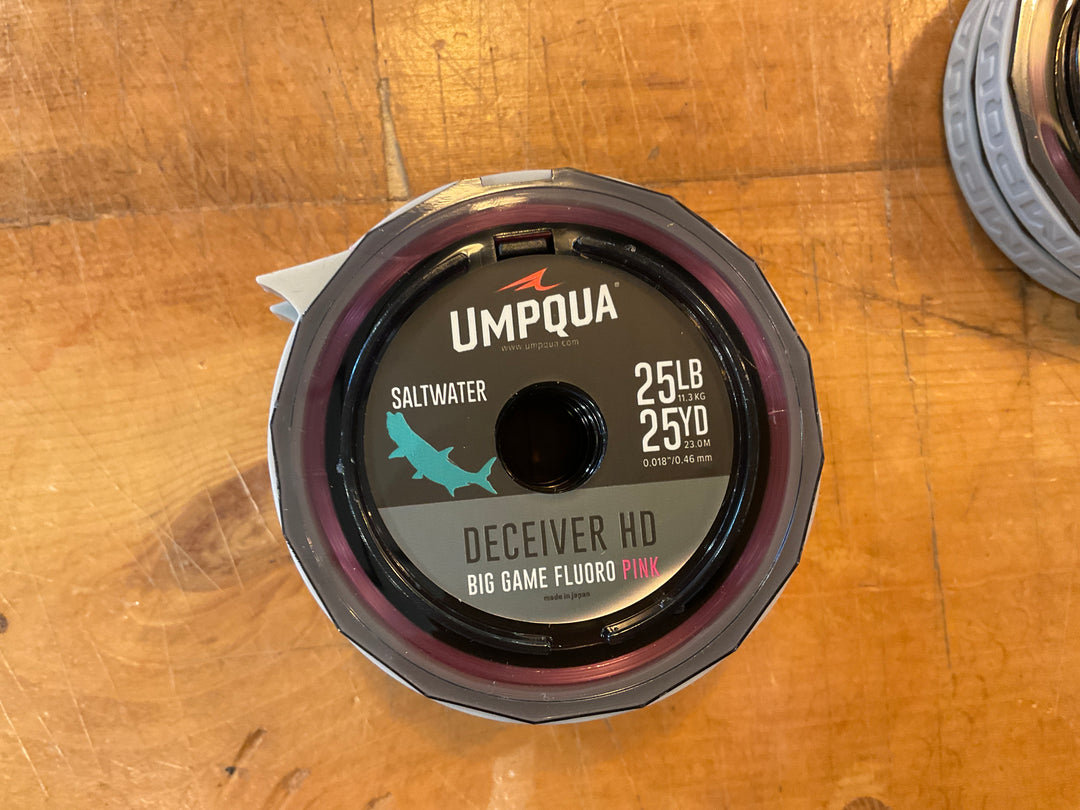 UMPQUA®
www.umpqua.com
SALTWATER
25LB
11.3 KG
25YD
23.0 M
0.018"/0.46 mm
DECEIVER HD
BIG GAME FLUORO PINK
made in japan